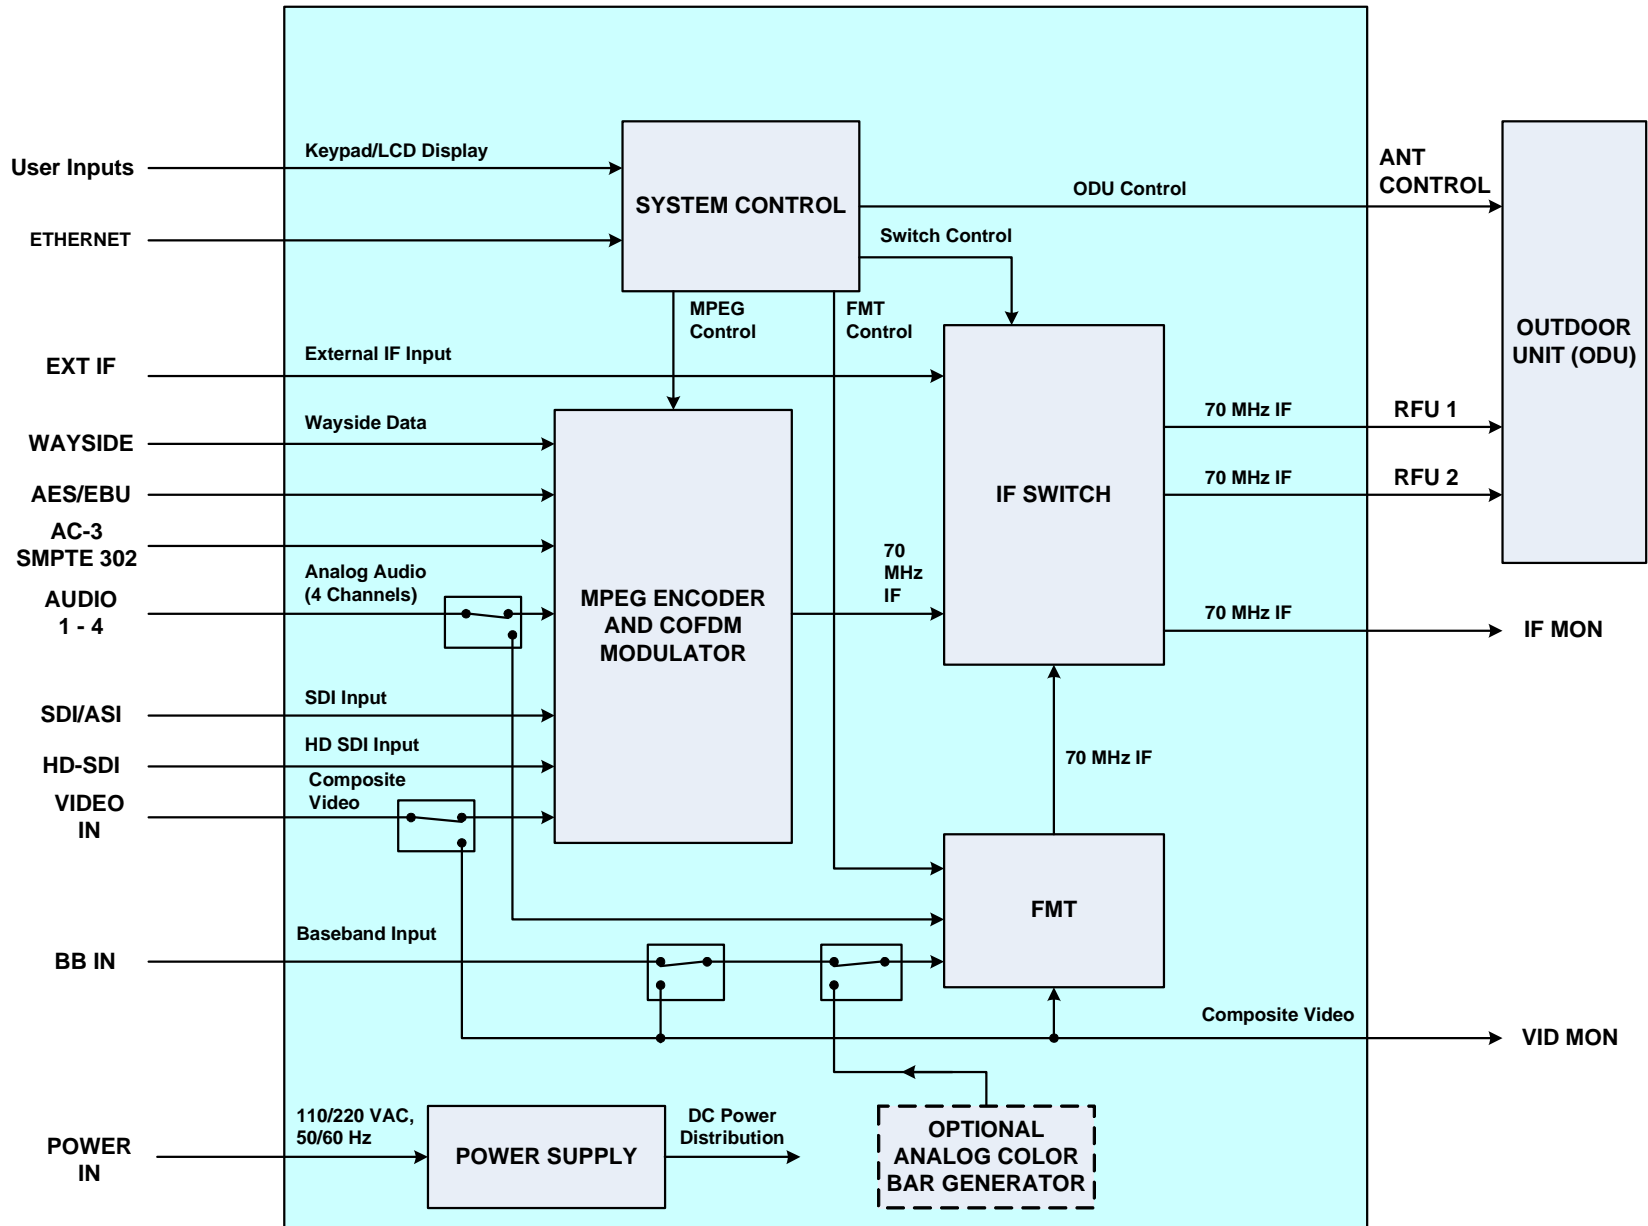 User Inputs
Keypad/LCD Display
ETHERNET
SYSTEM CONTROL
ODU Control
ANT
CONTROL
Switch Control
MPEG
Control
FMT
Control
OUTDOOR
UNIT (ODU)
EXT IF
External IF Input
WAYSIDE
Wayside Data
AES/EBU
AC-3
SMPTE 302
AUDIO
1 - 4
Analog Audio
(4 Channels)
MPEG ENCODER
AND COFDM
MODULATOR
70
MHz
IF
IF SWITCH
70 MHz IF
RFU 1
70 MHz IF
RFU 2
70 MHz IF
IF MON
SDI/ASI
SDI Input
HD-SDI
HD SDI Input
VIDEO
IN
Composite
Video
70 MHz IF
FMT
BB IN
Baseband Input
Composite Video
VID MON
POWER
IN
110/220 VAC,
50/60 Hz
POWER SUPPLY
DC Power
Distribution
OPTIONAL
ANALOG COLOR
BAR GENERATOR